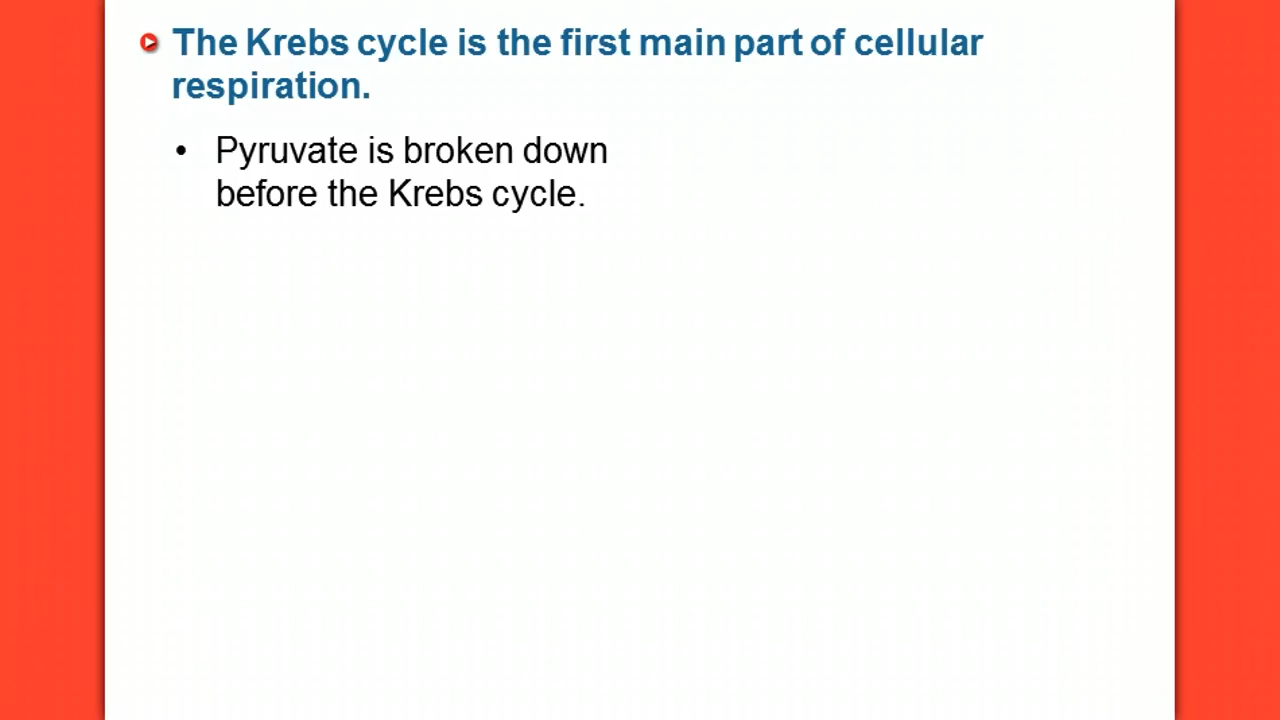 The Krebs cycle is the first main part of cellular
respiration.
• Pyruvate is broken down
before the Krebs cycle.